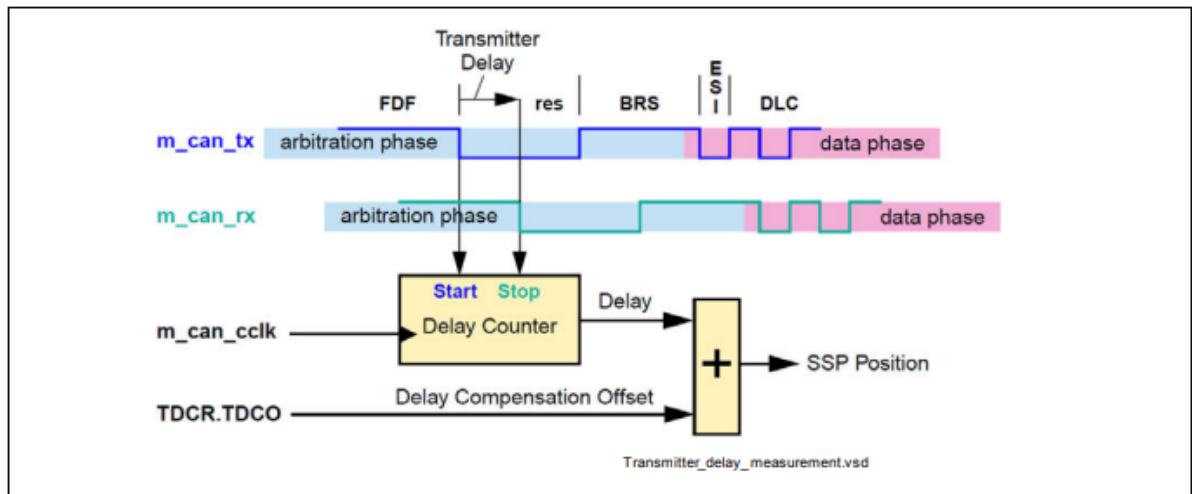 Transmitter
Delay
FDF
res
BRS
E
S
I
DLC
m_can_tx
arbitration phase
data phase
m_can_rx
arbitration phase
data phase
Start Stop
Delay
m_can_cclk
Delay Counter
+
SSP Position
Delay Compensation Offset
TDCR.TDCO
Transmitter_delay_measurement.vsd